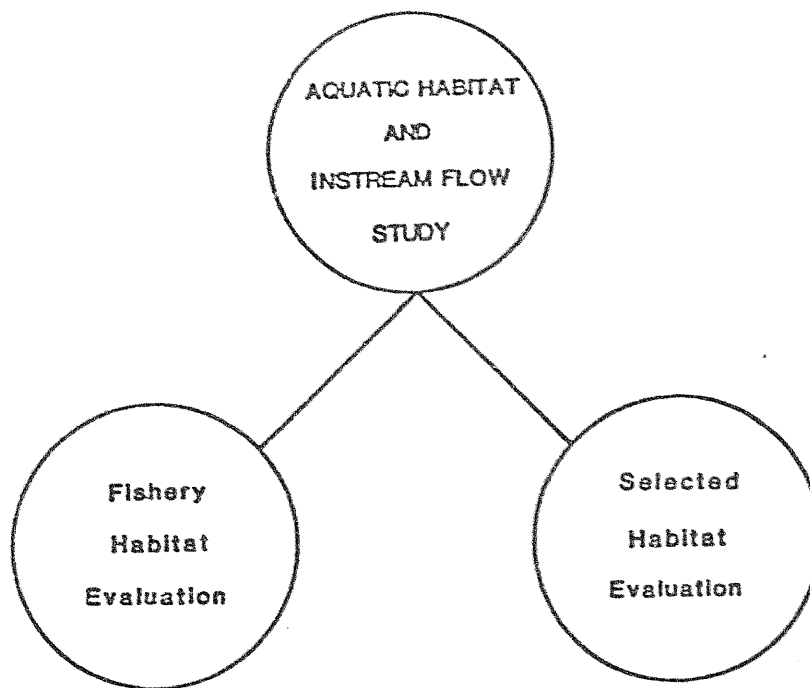 AQUATIC HABITAT
AND
INSTREAM FLOW
STUDY
Fishery
Habitat
Evaluation
Selected
Habitat
Evaluation